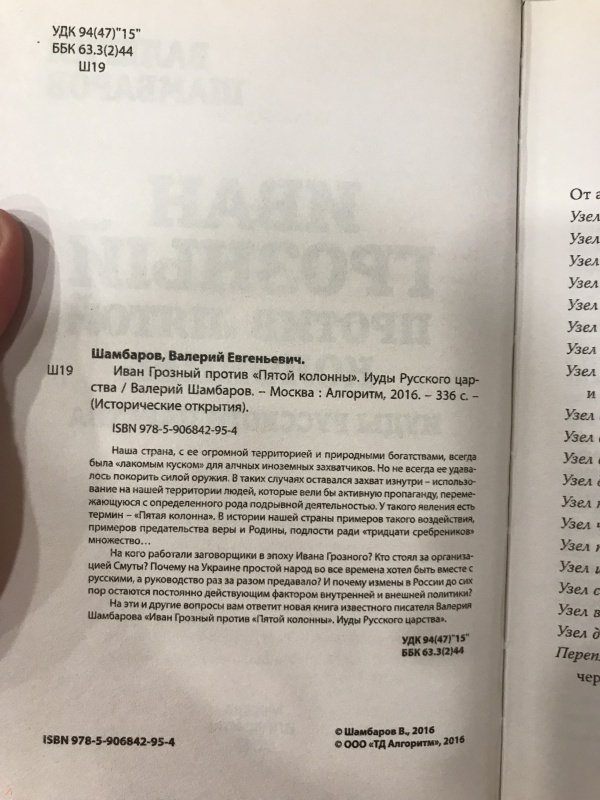 УДК 94(47)"15"
ББК 63.3(2)44
Ш19
Шамбаров, Валерий Евгеньевич.
Ш19
Иван Грозный против «Пятой колонны». Иуды Русского цар-
ства / Валерий Шамбаров. – Москва : Алгоритм, 2016. – 336 с. –
(Исторические открытия).
ISBN 978-5-906842-95-4
Наша страна, с ее огромной территорией и природными богатствами, всегда
была «лакомым куском» для алчных иноземных захватчиков. Но не всегда ее удава-
лось покорить силой оружия. В таких случаях оставался захват изнутри – использо-
вание на нашей территории людей, которые вели бы активную пропаганду, переме-
жающуюся с определенного рода подрывной деятельностью. У такого явления есть
термин – «Пятая колонна». В истории нашей страны примеров такого воздействия,
примеров предательства веры и Родины, подлости ради «тридцати сребреников»
множество...
На кого работали заговорщики в эпоху Ивана Грозного? Кто стоял за организа-
цией Смуты? Почему на Украине простой народ во все времена хотел быть вместе с
русскими, а руководство раз за разом предавало? И почему измены в России до сих
пор остаются постоянно действующим фактором внутренней и внешней политики?
На эти и другие вопросы вам ответит новая книга известного писателя Валерия
Шамбарова «Иван Грозный против «Пятой колонны». Иуды Русского царства».
УДК 94(47)"15"
ББК 63.3(2)44
ISBN 978-5-906842-95-4
© Шамбаров В., 2016
© ООО «ТД Алгоритм», 2016
От а
Узел
Узел
Узел
Узел
Узел
Узел
Узел
Узел
и
Узел
Узел
Узел
Узел
Узел
Узел
Узел
Узел
Узел
Узел
Узел
Переп
чер